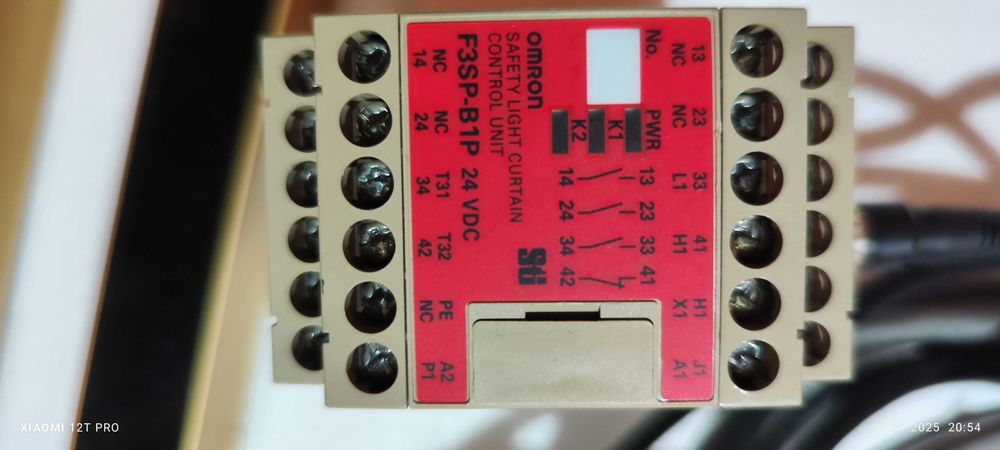 13 23 33 41 H1 J1
NC NC L1 H1 X1 A1
No. PWR 13 23 33 41
K1
K2
14 24 34 42
OMRON
STI
SAFETY LIGHT CURTAIN
CONTROL UNIT
F3SP-B1P 24 VDC
NC NC T31 T32 PE A2
14 24 34 42 NC P1
XIAOMI 12T PRO
2025 20:54